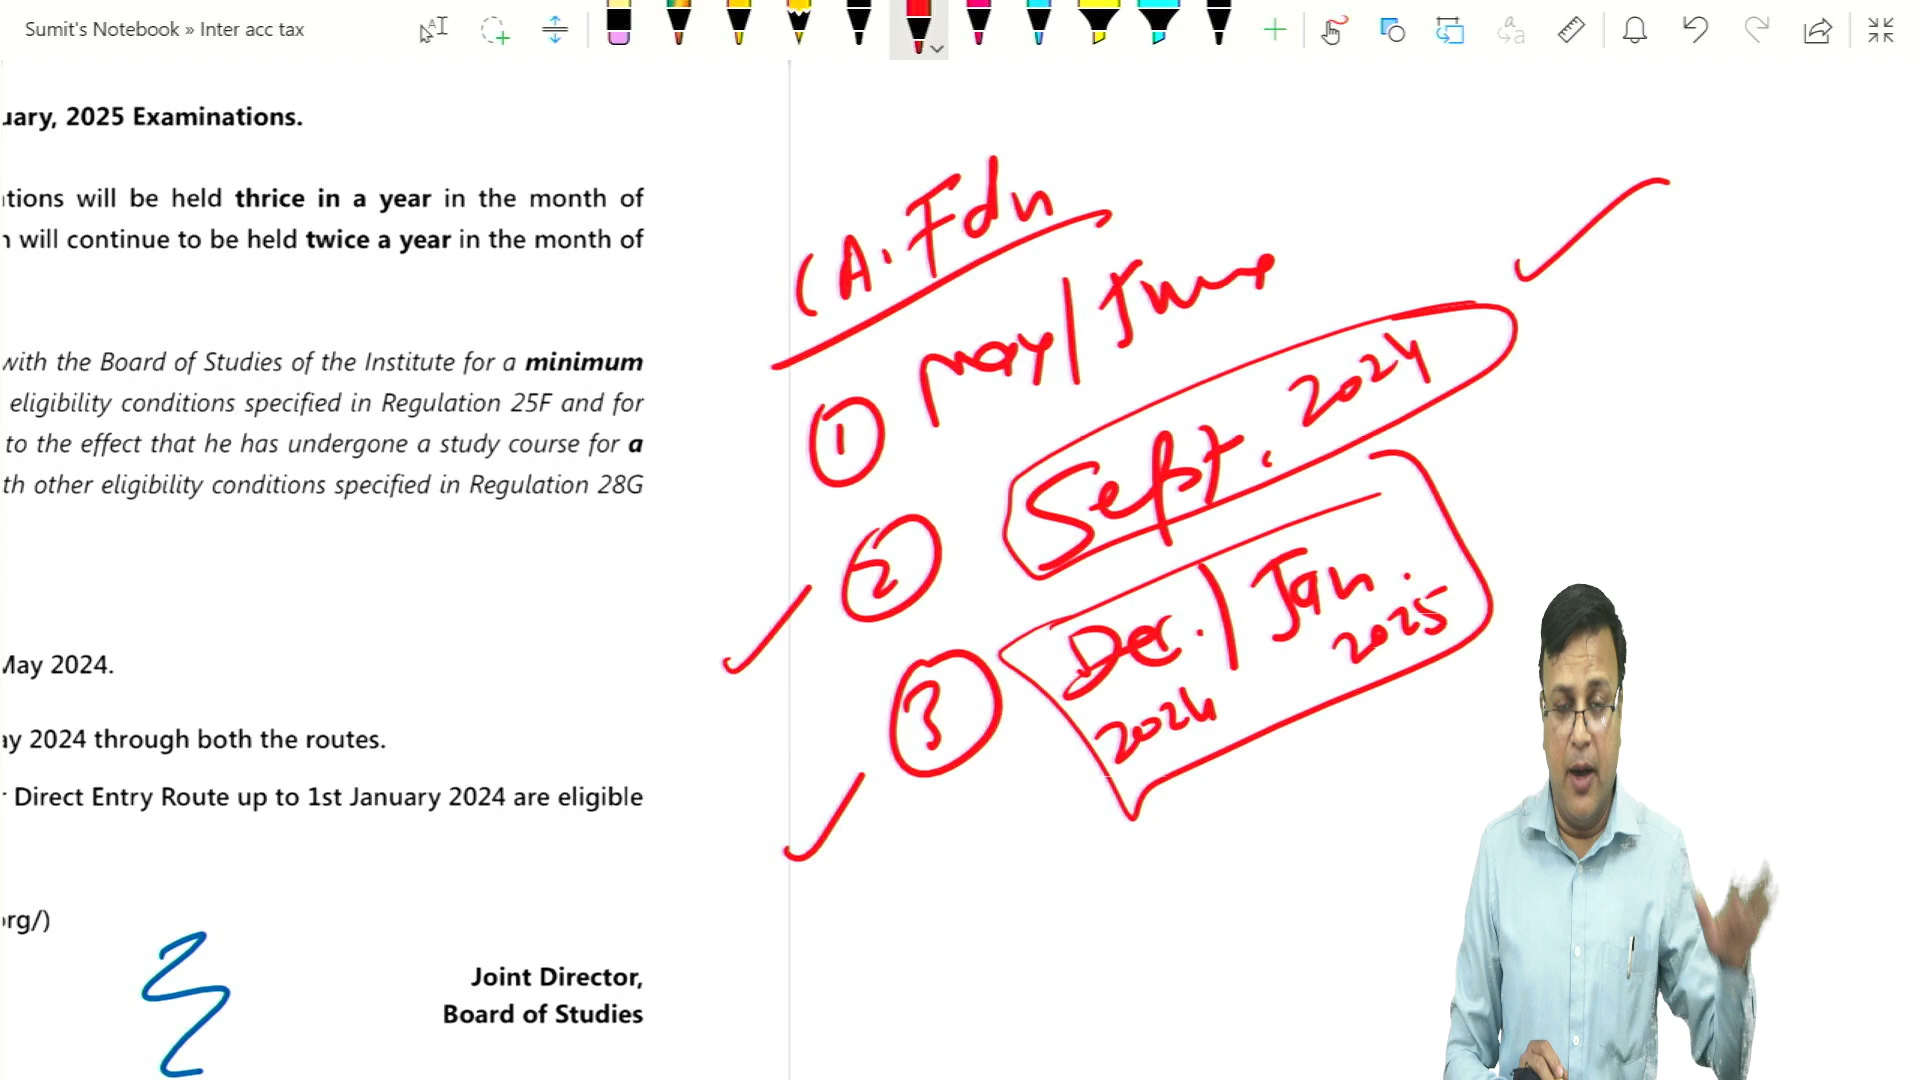 Sumit's Notebook » Inter acc tax
uary, 2025 Examinations.
tions will be held thrice in a year in the month of
n will continue to be held twice a year in the month of
with the Board of Studies of the Institute for a minimum
eligibility conditions specified in Regulation 25F and for
to the effect that he has undergone a study course for a
th other eligibility conditions specified in Regulation 28G
May 2024.
ay 2024 through both the routes.
r Direct Entry Route up to 1st January 2024 are eligible
org/)
Joint Director,
Board of Studies
CA. Fdn
1 May/June
2 Sept. 2024
3 Dec. 2024 / Jan. 2025